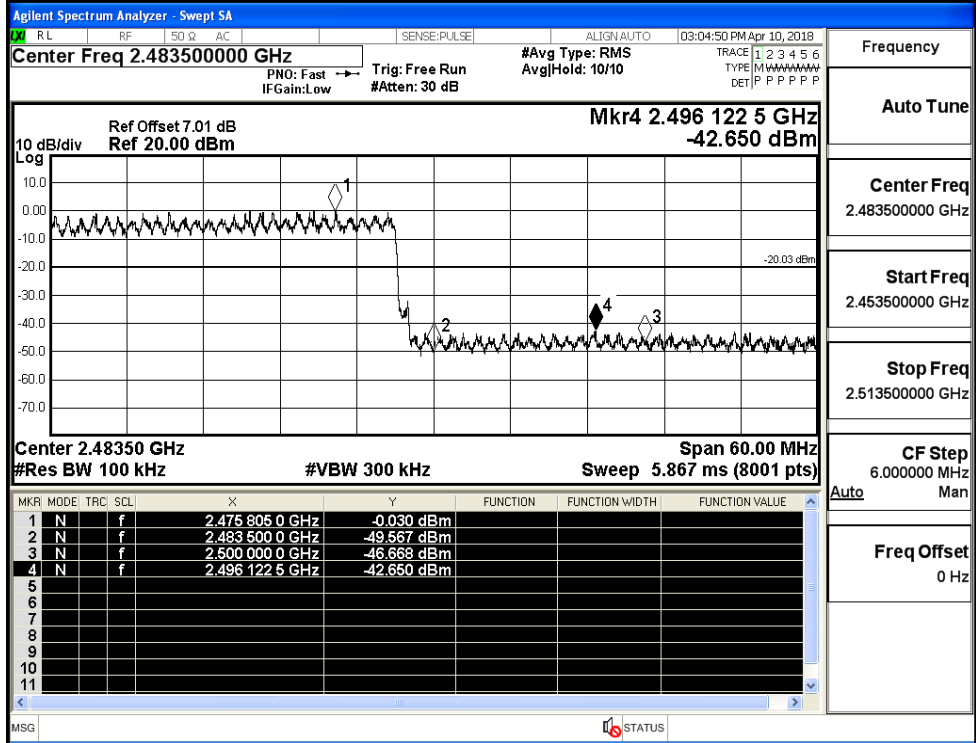 Agilent Spectrum Analyzer - Swept SA
LXI RL RF 50 Ω AC SENSE:PULSE ALIGN AUTO 03:04:50 PM Apr 10, 2018
Center Freq 2.483500000 GHz
PNO: Fast
IFGain:Low
Trig: Free Run
#Atten: 30 dB
#Avg Type: RMS
Avg|Hold: 10/10
TRACE 1 2 3 4 5 6
TYPE M WWWWW
DET P P P P P P
Ref Offset 7.01 dB
10 dB/div Ref 20.00 dBm
Log
Mkr4 2.496 122 5 GHz
-42.650 dBm
10.0
0.00
-10.0
-20.0
-30.0
-40.0
-50.0
-60.0
-70.0
1
2
4
3
-20.03 dBm
Center 2.48350 GHz Span 60.00 MHz
#Res BW 100 kHz #VBW 300 kHz Sweep 5.867 ms (8001 pts)
MKR MODE TRC SCL X Y FUNCTION FUNCTION WIDTH FUNCTION VALUE
1 N f 2.475 805 0 GHz -0.030 dBm
2 N f 2.483 500 0 GHz -49.567 dBm
3 N f 2.500 000 0 GHz -46.668 dBm
4 N f 2.496 122 5 GHz -42.650 dBm
5
6
7
8
9
10
11
MSG STATUS
Frequency
Auto Tune
Center Freq
2.483500000 GHz
Start Freq
2.453500000 GHz
Stop Freq
2.513500000 GHz
CF Step
6.000000 MHz
Auto Man
Freq Offset
0 Hz